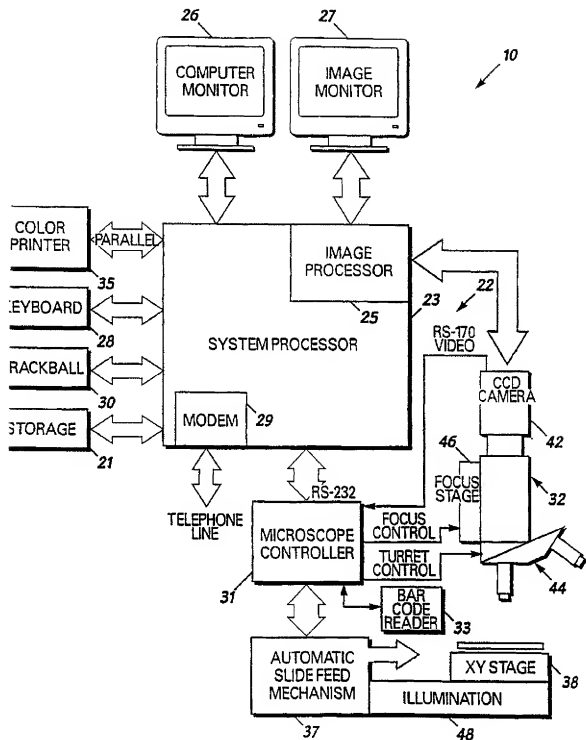 26
27
10
COMPUTER
MONITOR
IMAGE
MONITOR
COLOR
PRINTER
PARALLEL
35
IMAGE
PROCESSOR
25
23
22
KEYBOARD
28
SYSTEM PROCESSOR
RS-170
VIDEO
RACKBALL
30
CCD
CAMERA
42
STORAGE
21
MODEM
29
46
FOCUS
STAGE
32
TELEPHONE
LINE
RS-232
MICROSCOPE
CONTROLLER
31
FOCUS
CONTROL
TURRET
CONTROL
44
BAR
CODE
READER
33
AUTOMATIC
SLIDE FEED
MECHANISM
37
XY STAGE
38
ILLUMINATION
48